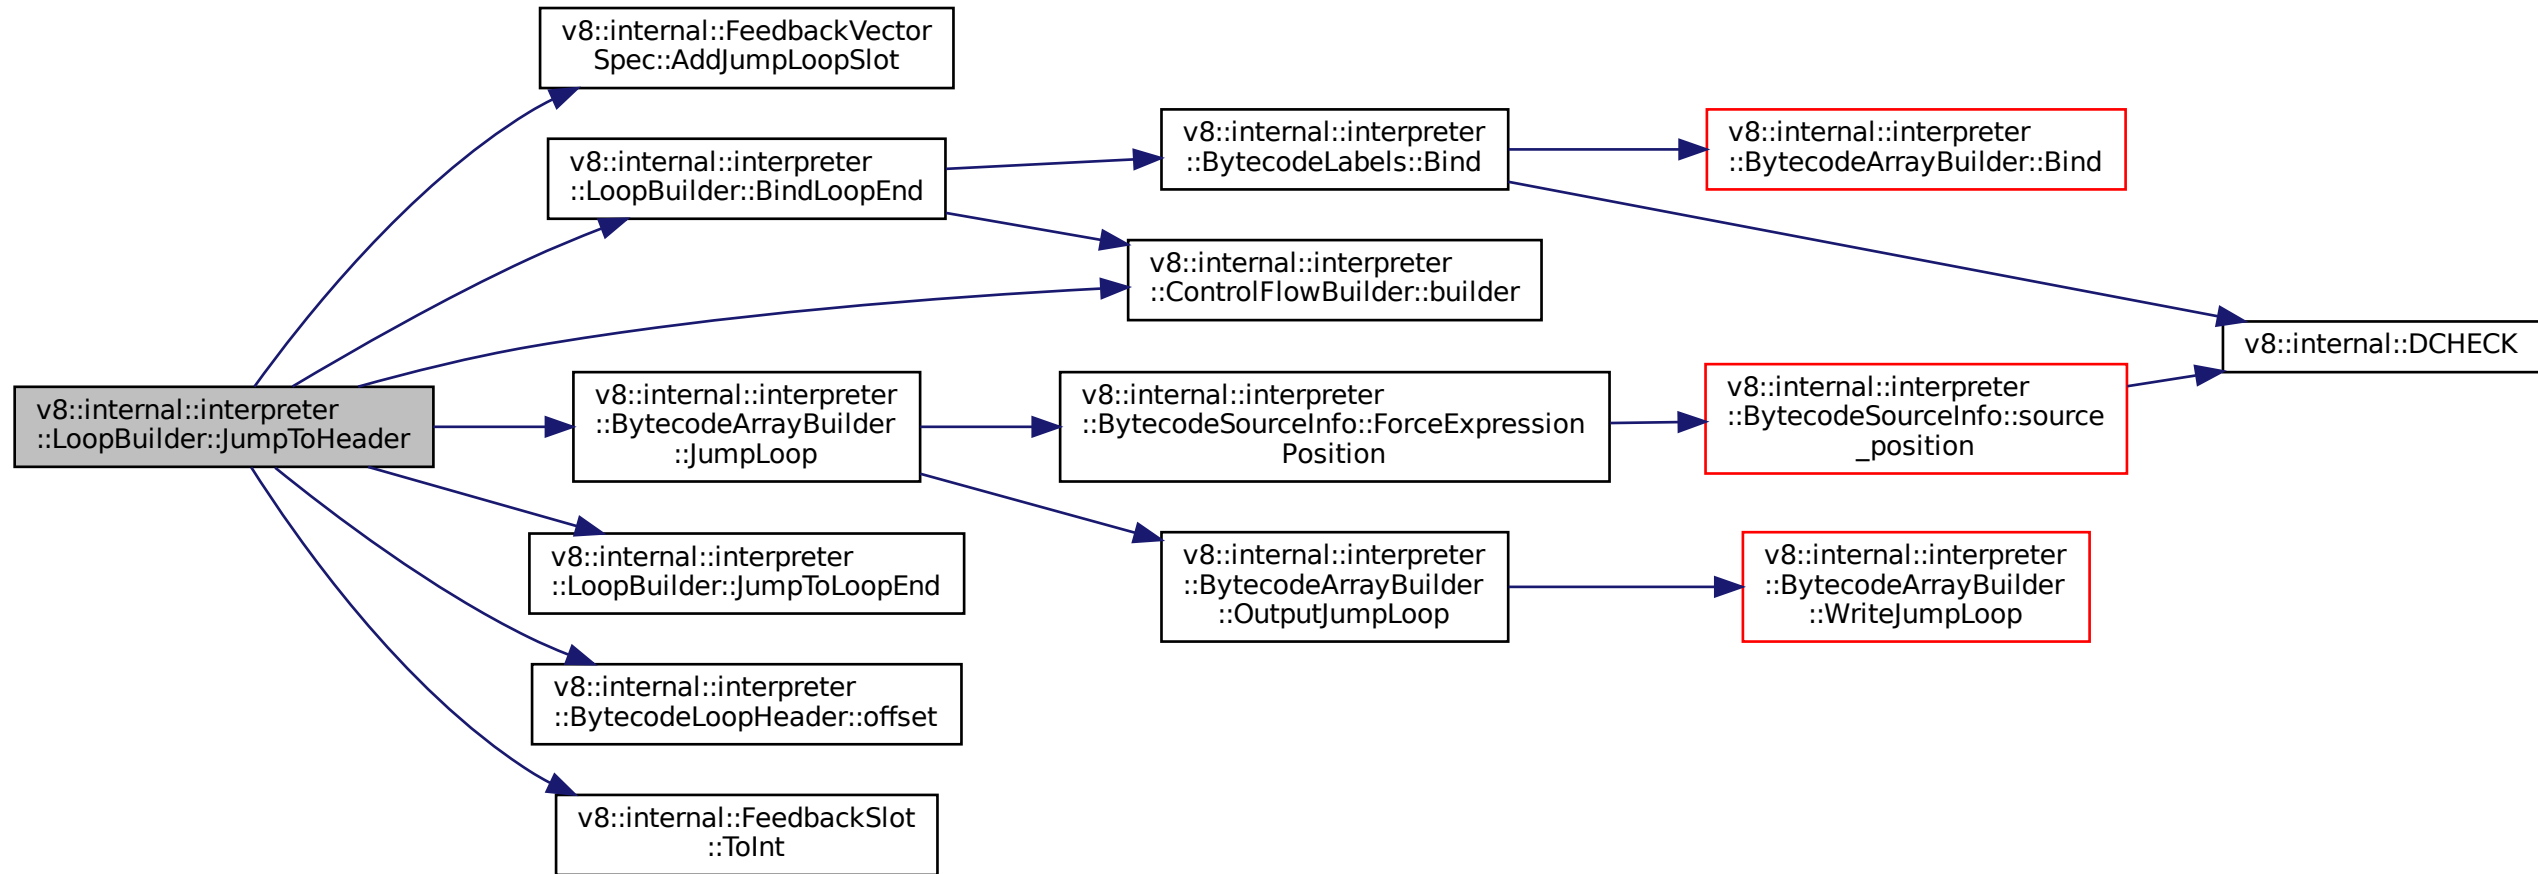 v8::internal::FeedbackVector
Spec::AddJumpLoopSlot
v8::internal::interpreter
::LoopBuilder::BindLoopEnd
v8::internal::interpreter
::BytecodeLabels::Bind
v8::internal::interpreter
::BytecodeArrayBuilder::Bind
v8::internal::interpreter
::ControlFlowBuilder::builder
v8::internal::DCHECK
v8::internal::interpreter
::LoopBuilder::JumpToHeader
v8::internal::interpreter
::BytecodeArrayBuilder
::JumpLoop
v8::internal::interpreter
::BytecodeSourceInfo::ForceExpression
Position
v8::internal::interpreter
::BytecodeSourceInfo::source
_position
v8::internal::interpreter
::LoopBuilder::JumpToLoopEnd
v8::internal::interpreter
::BytecodeArrayBuilder
::OutputJumpLoop
v8::internal::interpreter
::BytecodeArrayBuilder
::WriteJumpLoop
v8::internal::interpreter
::BytecodeLoopHeader::offset
v8::internal::FeedbackSlot
::ToInt